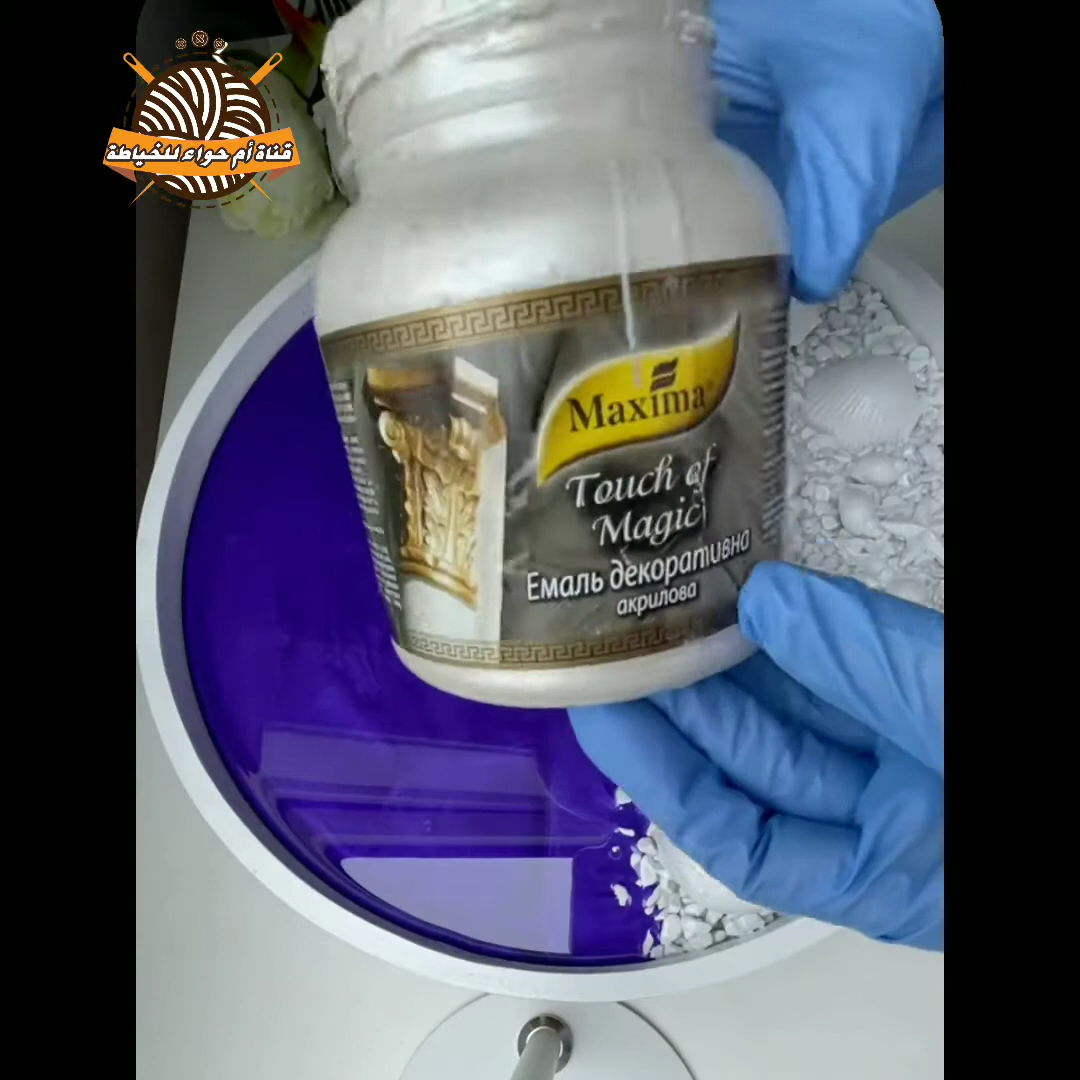 قناة أم حواء للخياطة
Maxima
Touch of
Magic
Емаль декоративна
акрилова